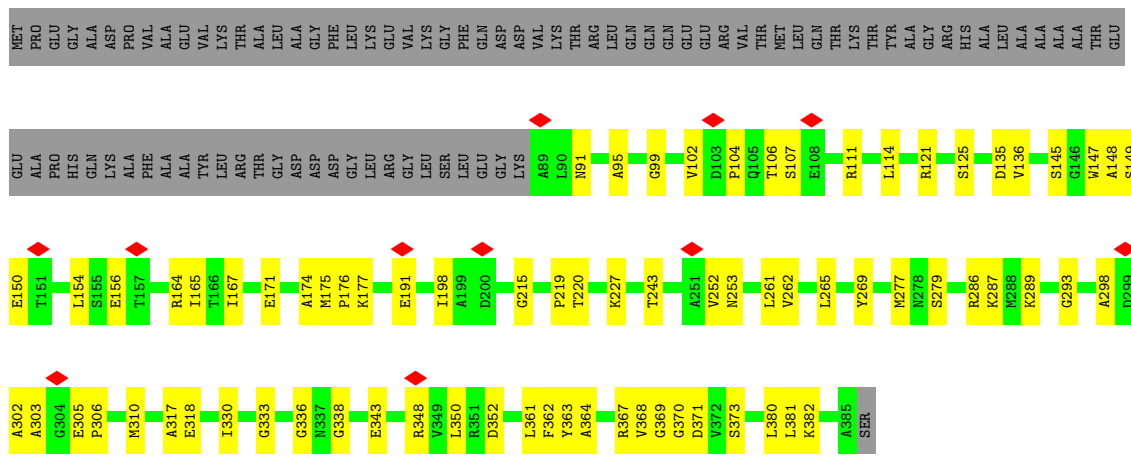 MET PRO GLU GLY ALA ASP PRO VAL ALA GLU VAL LYS THR ALA LEU ALA GLY PHE LEU LYS GLU VAL LYS GLY PHE GLN ASP ASP VAL LYS THR ARG LEU GLN GLN GLN GLU GLU ARG VAL THR MET LEU GLN THR LYS THR TYR ALA GLY ARG HIS ALA LEU ALA ALA ALA ALA THR GLU
GLU ALA PRO HIS GLN LYS ALA PHE ALA ALA TYR LEU ARG THR GLY ASP ASP ASP GLY LEU ARG GLY LEU SER LEU GLU GLY LYS A89 L90 N91 A95 G99 V102 D103 P104 Q105 T106 S107 E108 R111 L114 R121 S125 D135 V136 S145 G146 W147 A148 S149
E150 T151 L154 S155 E156 T157 R164 I165 T166 I167 E171 A174 M175 P176 K177 E191 I198 A199 D200 G215 P219 T220 K227 T243 A251 V252 N253 L261 V262 L265 Y269 M277 N278 S279 R286 K287 M288 K289 G293 A298 D299
A302 A303 G304 E305 P306 M310 A317 E318 I330 G333 G336 N337 G338 E343 R348 V349 L350 R351 D352 L361 F362 Y363 A364 R367 V368 G369 G370 D371 V372 S373 L380 L381 K382 A385 SER